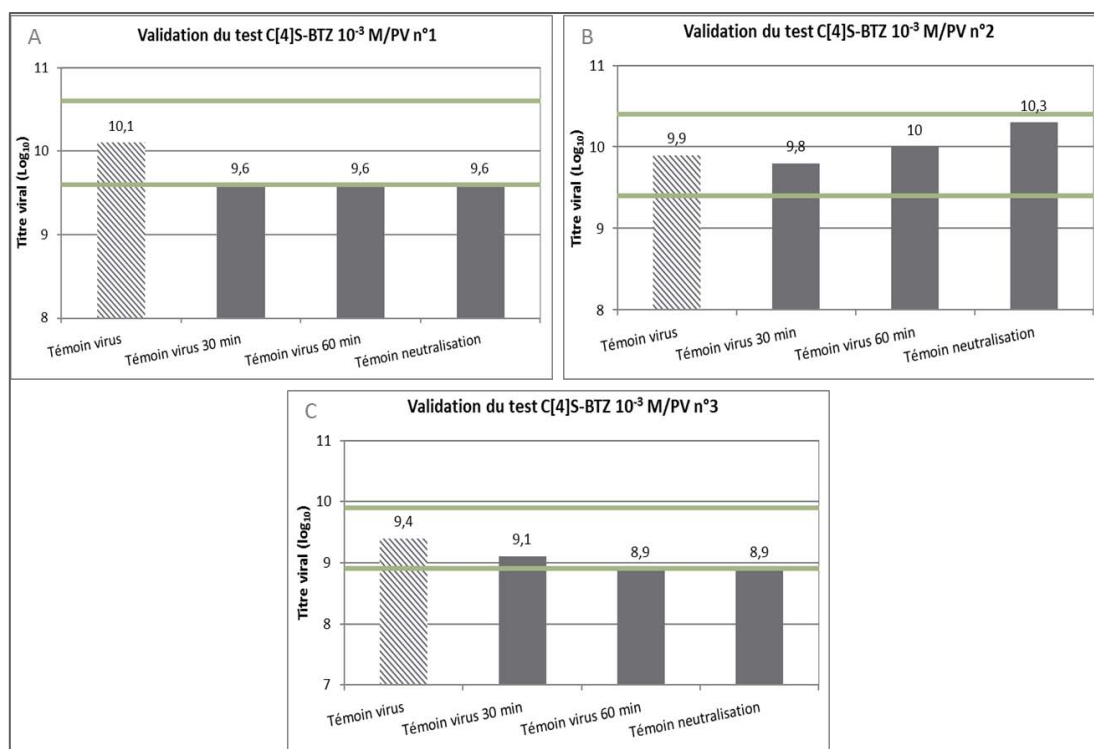 A
Validation du test C[4]S-BTZ 10⁻³ M/PV n°1
Titre viral (Log₁₀)
11
10
9
8
10,1
9,6
9,6
9,6
Témoin virus
Témoin virus 30 min
Témoin virus 60 min
Témoin neutralisation
B
Validation du test C[4]S-BTZ 10⁻³ M/PV n°2
Titre viral (Log₁₀)
11
10
9
8
9,9
9,8
10
10,3
Témoin virus
Témoin virus 30 min
Témoin virus 60 min
Témoin neutralisation
C
Validation du test C[4]S-BTZ 10⁻³ M/PV n°3
Titre viral (log₁₀)
11
10
9
8
7
9,4
9,1
8,9
8,9
Témoin virus
Témoin virus 30 min
Témoin virus 60 min
Témoin neutralisation